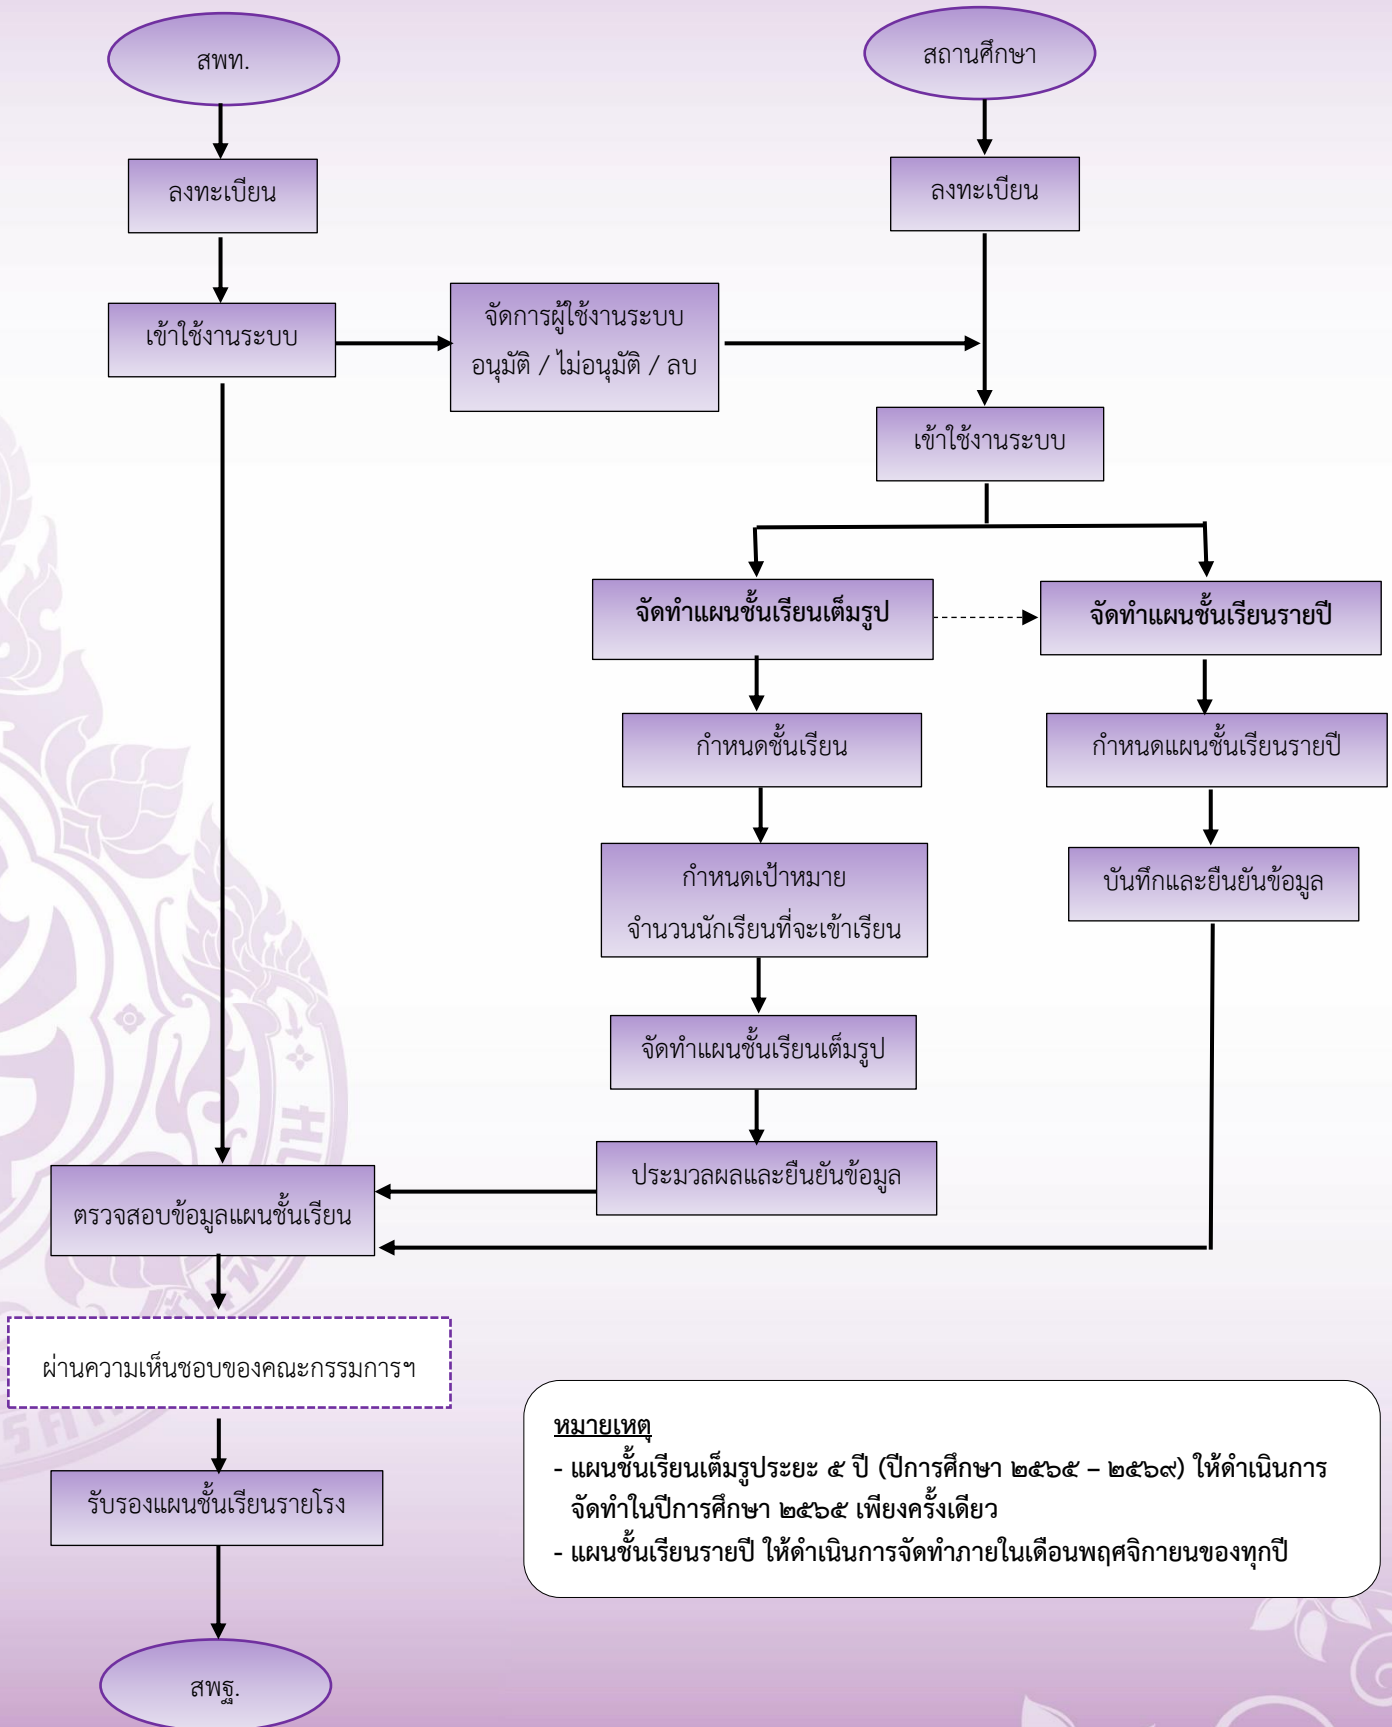 สพท.
สถานศึกษา
ลงทะเบียน
ลงทะเบียน
เข้าใช้งานระบบ
จัดการผู้ใช้งานระบบ
อนุมัติ / ไม่อนุมัติ / ลบ
เข้าใช้งานระบบ
จัดทำแผนชั้นเรียนเต็มรูป
จัดทำแผนชั้นเรียนรายปี
กำหนดชั้นเรียน
กำหนดแผนชั้นเรียนรายปี
กำหนดเป้าหมาย
จำนวนนักเรียนที่จะเข้าเรียน
บันทึกและยืนยันข้อมูล
จัดทำแผนชั้นเรียนเต็มรูป
ประมวลผลและยืนยันข้อมูล
ตรวจสอบข้อมูลแผนชั้นเรียน
ผ่านความเห็นชอบของคณะกรรมการฯ
รับรองแผนชั้นเรียนรายโรง
สพฐ.
หมายเหตุ
- แผนชั้นเรียนเต็มรูประยะ ๕ ปี (ปีการศึกษา ๒๕๖๕ – ๒๕๖๙) ให้ดำเนินการ
จัดทำในปีการศึกษา ๒๕๖๕ เพียงครั้งเดียว
- แผนชั้นเรียนรายปี ให้ดำเนินการจัดทำภายในเดือนพฤศจิกายนของทุกปี